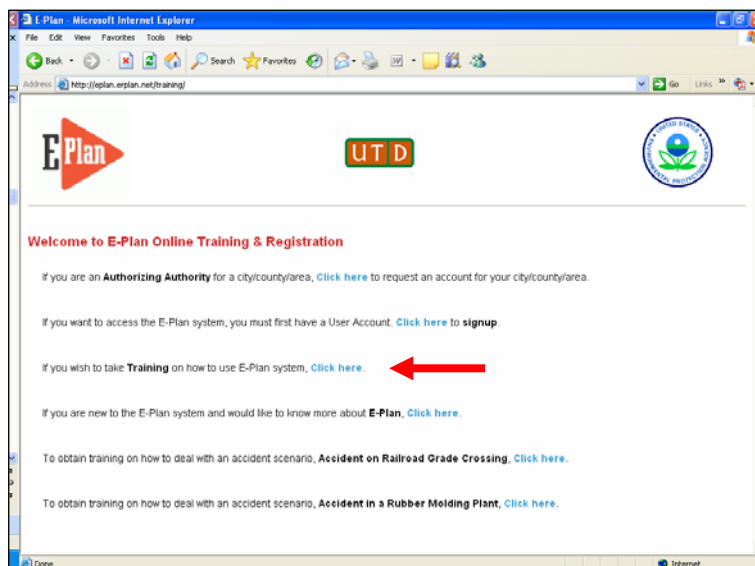 E-Plan - Microsoft Internet Explorer
File Edit View Favorites Tools Help
Back Search Favorites
Address http://eplan.erplan.net/training/ Go Links »
E Plan
UTD
UNITED STATES
ENVIRONMENTAL PROTECTION AGENCY
Welcome to E-Plan Online Training & Registration
If you are an Authorizing Authority for a city/county/area, Click here to request an account for your city/county/area.
If you want to access the E-Plan system, you must first have a User Account. Click here to signup.
If you wish to take Training on how to use E-Plan system, Click here.
If you are new to the E-Plan system and would like to know more about E-Plan, Click here.
To obtain training on how to deal with an accident scenario, Accident on Railroad Grade Crossing, Click here.
To obtain training on how to deal with an accident scenario, Accident in a Rubber Molding Plant, Click here.
Done Internet